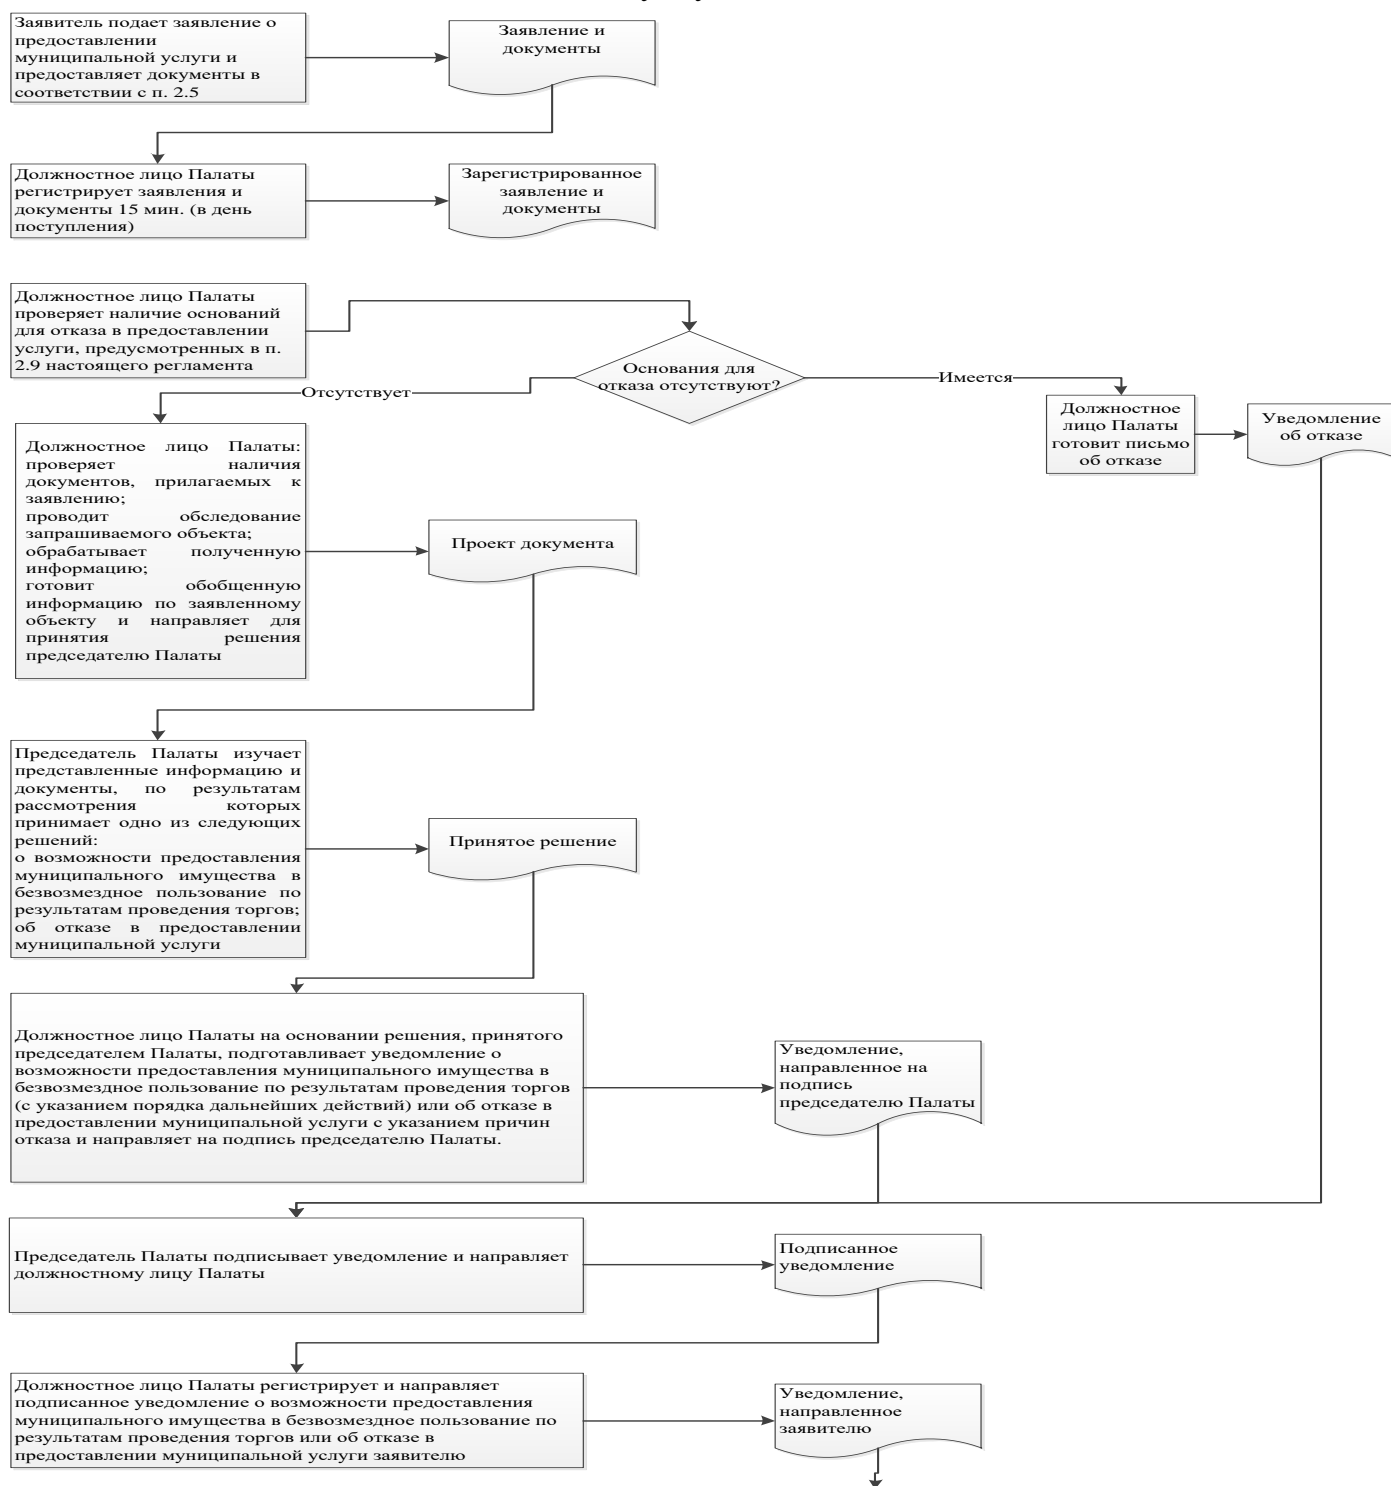 Заявитель подает заявление о
предоставлении
муниципальной услуги и
предоставляет документы в
соответствии с п. 2.5
Заявление и
документы
Должностное лицо Палаты
регистрирует заявления и
документы 15 мин. (в день
поступления)
Зарегистрированное
заявление и
документы
Должностное лицо Палаты
проверяет наличие оснований
для отказа в предоставлении
услуги, предусмотренных в п.
2.9 настоящего регламента
Основания для
отказа отсутствуют?
Отсутствует
Имеется
Должностное
лицо Палаты
готовит письмо
об отказе
Уведомление
об отказе
Должностное лицо Палаты:
проверяет наличия
документов, прилагаемых к
заявлению;
проводит обследование
запрашиваемого объекта;
обрабатывает полученную
информацию;
готовит обобщенную
информацию по заявленному
объекту и направляет для
принятия решения
председателю Палаты
Проект документа
Председатель Палаты изучает
представленные информацию и
документы, по результатам
рассмотрения которых
принимает одно из следующих
решений:
о возможности предоставления
муниципального имущества в
безвозмездное пользование по
результатам проведения торгов;
об отказе в предоставлении
муниципальной услуги
Принятое решение
Должностное лицо Палаты на основании решения, принятого
председателем Палаты, подготавливает уведомление о
возможности предоставления муниципального имущества в
безвозмездное пользование по результатам проведения торгов
(с указанием порядка дальнейших действий) или об отказе в
предоставлении муниципальной услуги с указанием причин
отказа и направляет на подпись председателю Палаты.
Уведомление,
направленное на
подпись
председателю Палаты
Председатель Палаты подписывает уведомление и направляет
должностному лицу Палаты
Подписанное
уведомление
Должностное лицо Палаты регистрирует и направляет
подписанное уведомление о возможности предоставления
муниципального имущества в безвозмездное пользование по
результатам проведения торгов или об отказе в
предоставлении муниципальной услуги заявителю
Уведомление,
направленное
заявителю